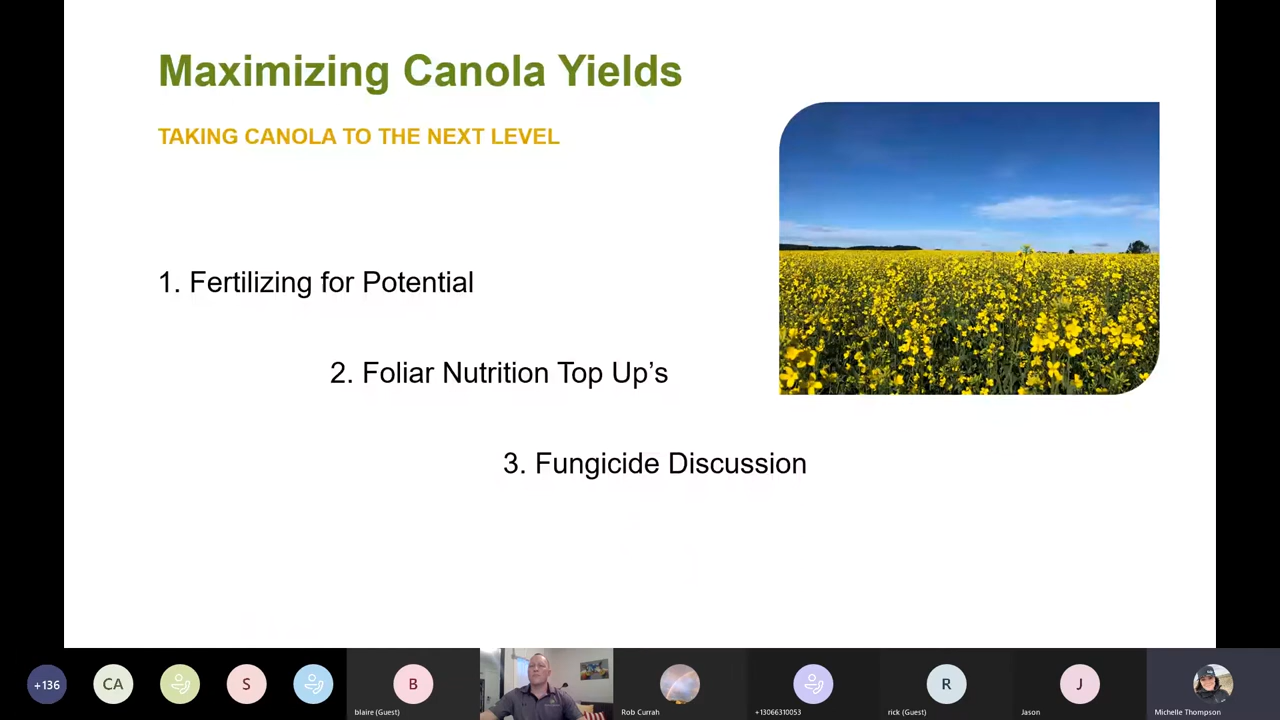 Maximizing Canola Yields
TAKING CANOLA TO THE NEXT LEVEL
1. Fertilizing for Potential
2. Foliar Nutrition Top Up’s
3. Fungicide Discussion
+136
CA
S
B
R
J
blaire (Guest)
Rob Currah
+13066310053
rick (Guest)
Jason
Michelle Thompson